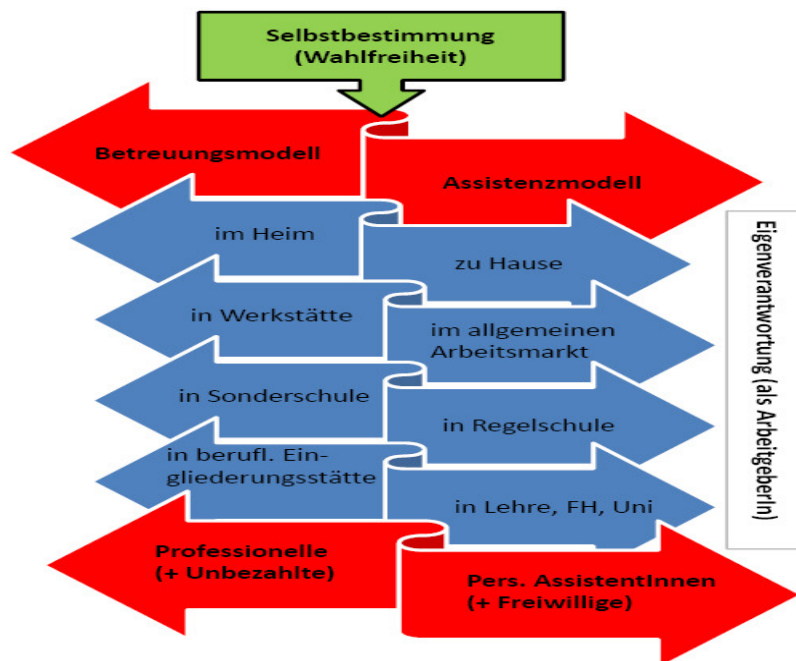 Selbstbestimmung
(Wahlfreiheit)
Betreuungsmodell
Assistenzmodell
im Heim
zu Hause
in Werkstätte
im allgemeinen
Arbeitsmarkt
in Sonderschule
in Regelschule
in berufl. Ein-
gliederungsstätte
in Lehre, FH, Uni
Professionelle
(+ Unbezahlte)
Pers. AssistentInnen
(+ Freiwillige)
Eigenverantwortung (als ArbeitgeberIn)